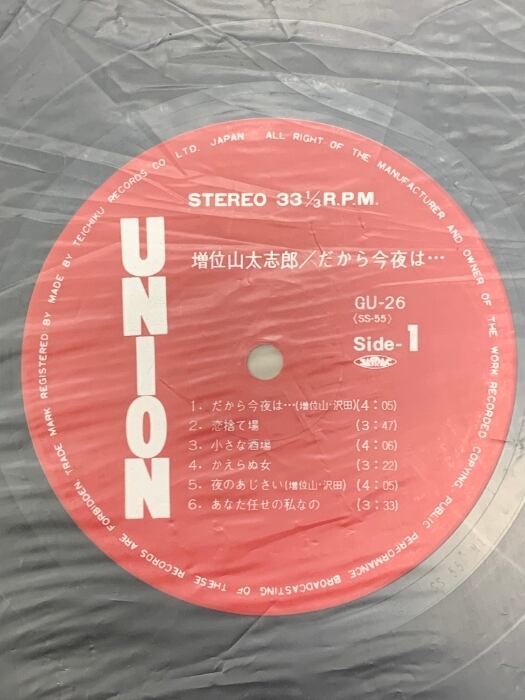 TRADE MARK REGISTERED BY MADE BY TEICHIKU RECORDS CO LTD. JAPAN ALL RIGHT OF THE MANUFACTURER AND OWNER OF THE WORK RECORDED COPYING PUBLIC PERFORMANCE BROADCASTING OF THESE RECORDS ARE FORBIDDEN
STEREO 33 1/3 R.P.M.
UNION
増位山太志郎/だから今夜は…
GU-26
〈SS-55〉
Side-1
1. だから今夜は…(増位山・沢田)(4:05)
2. 恋捨て場 (3:47)
3. 小さな酒場 (4:06)
4. かえらぬ女 (3:22)
5. 夜のあじさい(増位山・沢田) (4:05)
6. あなた任せの私なの (3:33)